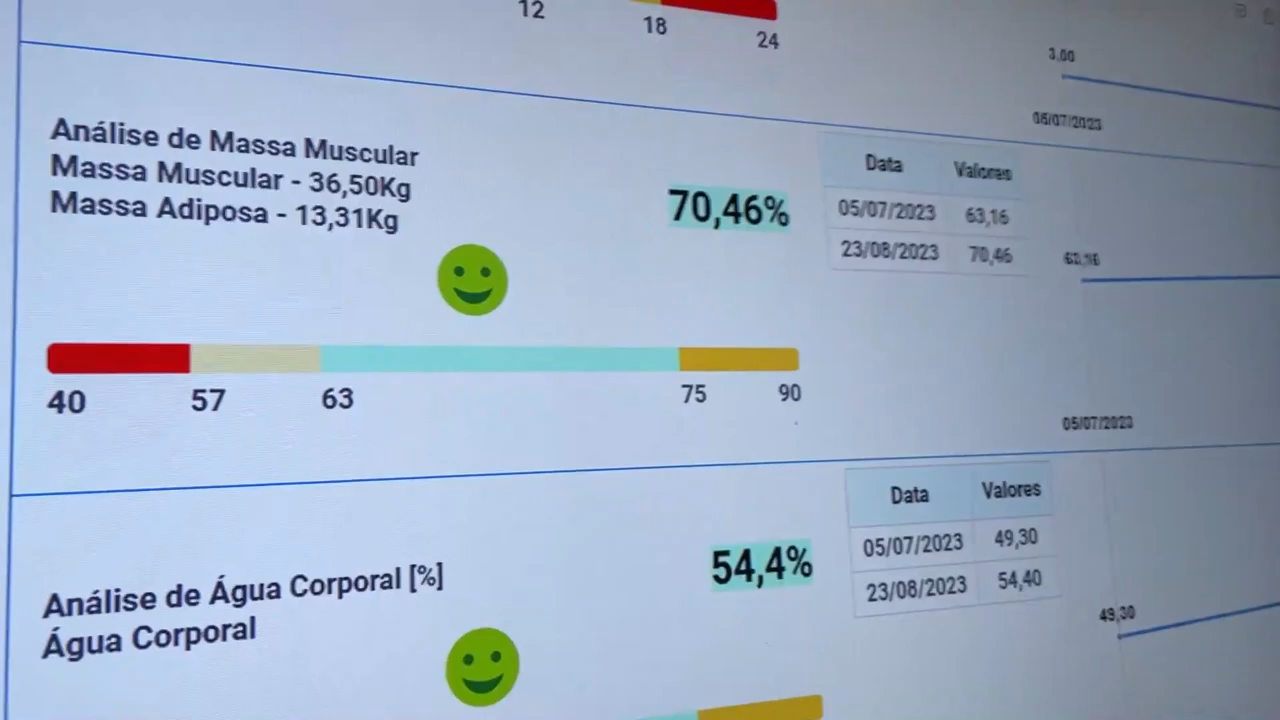 12
18
24
3,00
05/07/2023
Análise de Massa Muscular
Massa Muscular - 36,50Kg
Massa Adiposa - 13,31Kg
70,46%
Data Valores
05/07/2023 63,16
23/08/2023 70,46
63,16
40 57 63 75 90
05/07/2023
Análise de Água Corporal [%]
Água Corporal
54,4%
Data Valores
05/07/2023 49,30
23/08/2023 54,40
49,30